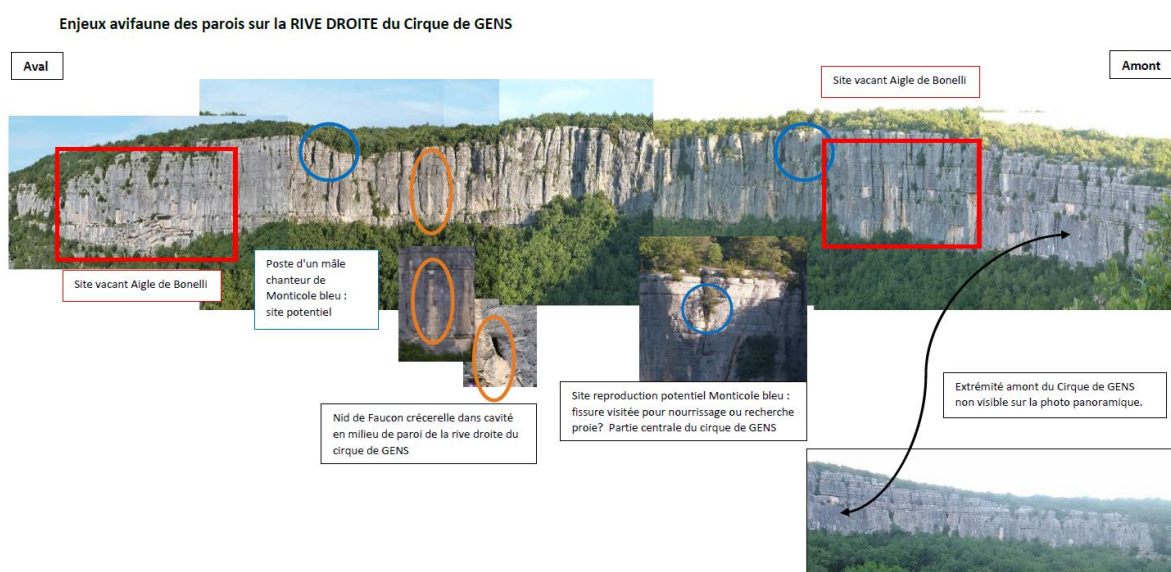 Enjeux avifaune des parois sur la RIVE DROITE du Cirque de GENS
Aval
Site vacant Aigle de Bonelli
Amont
Site vacant Aigle de Bonelli
Poste d'un mâle
chanteur de
Monticole bleu :
site potentiel
Nid de Faucon crécerelle dans cavité
en milieu de paroi de la rive droite du
cirque de GENS
Site reproduction potentiel Monticole bleu :
fissure visitée pour nourrissage ou recherche
proie?  Partie centrale du cirque de GENS
Extrémité amont du Cirque de GENS
non visible sur la photo panoramique.